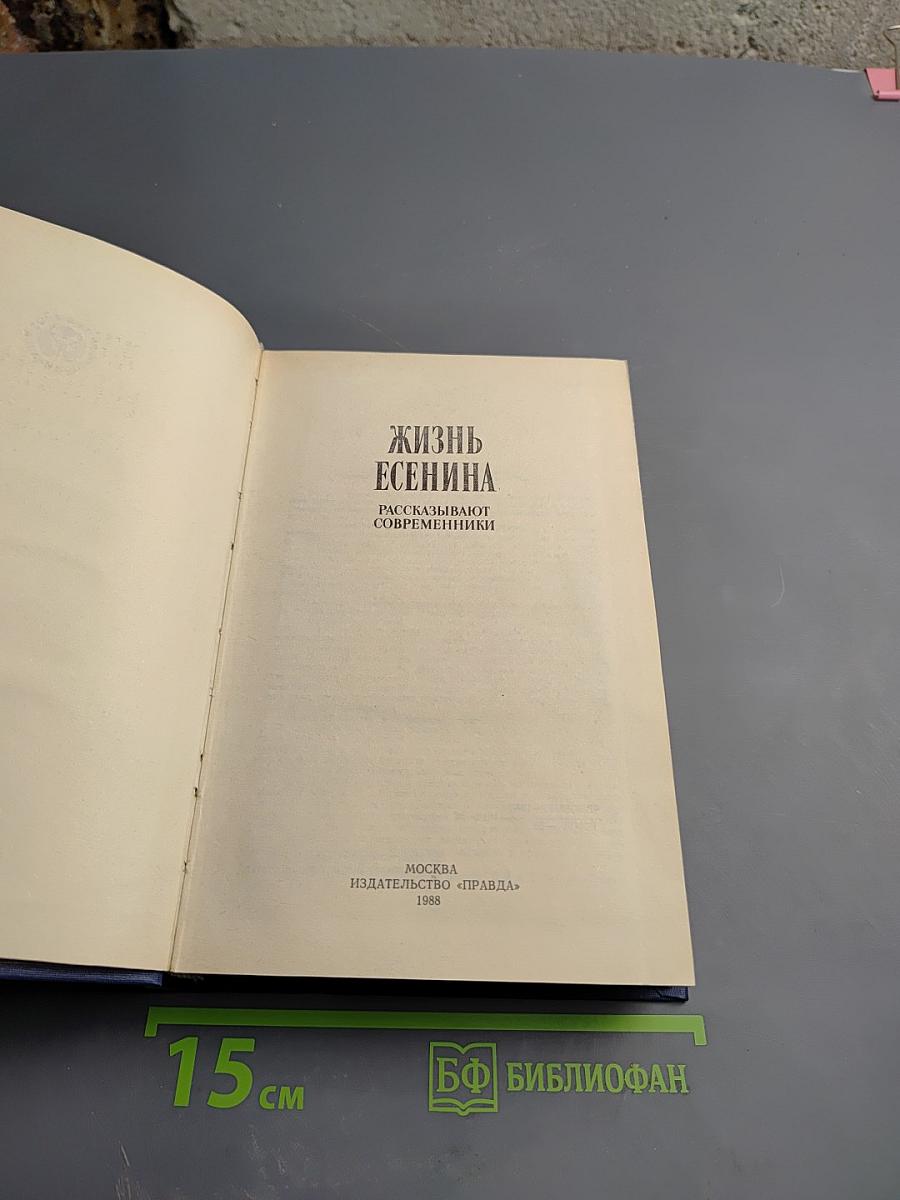 ЖИЗНЬ
ЕСЕНИНА
РАССКАЗЫВАЮТ
СОВРЕМЕННИКИ
МОСКВА
ИЗДАТЕЛЬСТВО «ПРАВДА»
1988
15 см
БФ БИБЛИОФАН